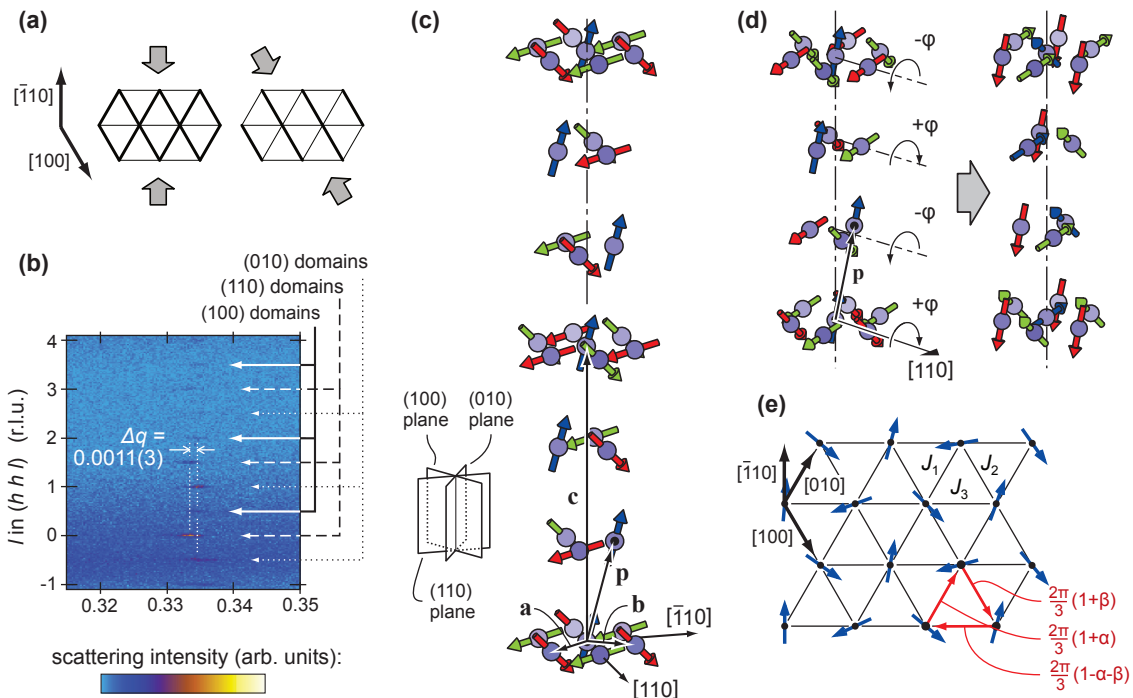 (a)
[1̅10]
[100]
(b)
(010) domains
(110) domains
(100) domains
l in (h h l) (r.l.u.)
4
3
2
1
0
-1
Δq =
0.0011(3)
0.32
0.33
0.34
0.35
scattering intensity (arb. units):
(c)
(100)
plane
(010)
plane
(110)
plane
c
p
a
b
[1̅10]
[110]
(d)
-φ
+φ
-φ
+φ
p
[110]
(e)
[1̅10]
[010]
[100]
J1
J2
J3
2π/3 (1+β)
2π/3 (1+α)
2π/3 (1-α-β)